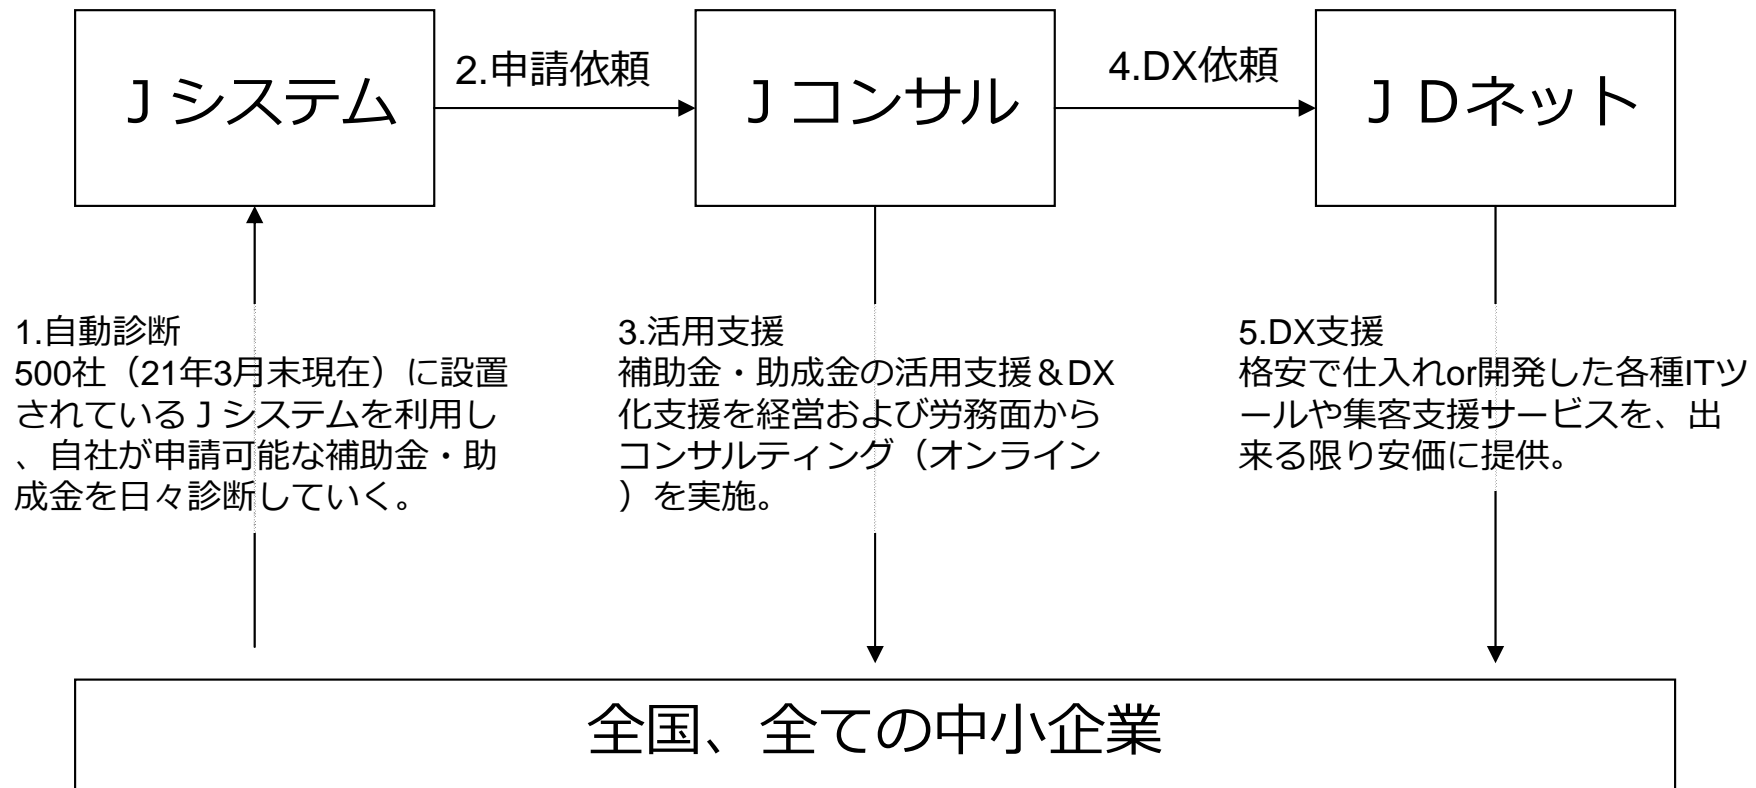 Ｊシステム
2.申請依頼
Ｊコンサル
4.DX依頼
ＪＤネット
1.自動診断
500社（21年3月末現在）に設置
されているＪシステムを利用し
、自社が申請可能な補助金・助
成金を日々診断していく。
3.活用支援
補助金・助成金の活用支援＆DX
化支援を経営および労務面から
コンサルティング（オンライン
）を実施。
5.DX支援
格安で仕入れor開発した各種ITツ
ールや集客支援サービスを、出
来る限り安価に提供。
全国、全ての中小企業